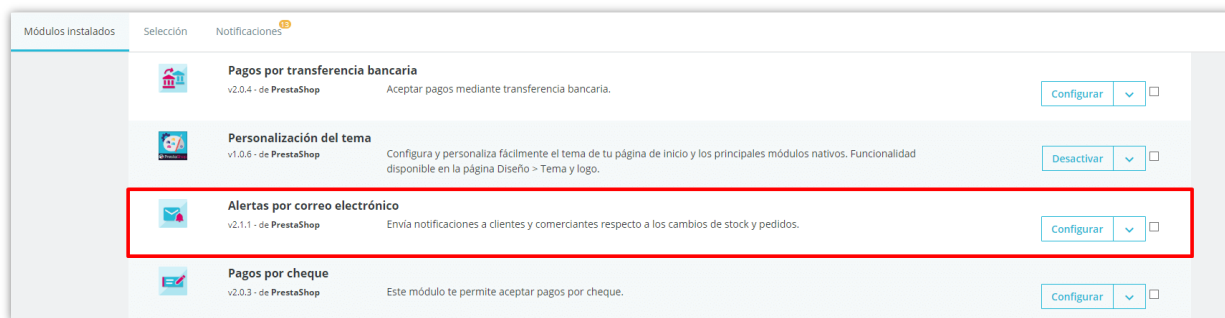 Módulos instalados Selección Notificaciones 13
Pagos por transferencia bancaria
v2.0.4 - de PrestaShop Aceptar pagos mediante transferencia bancaria.
Configurar
Personalización del tema
v1.0.6 - de PrestaShop Configura y personaliza fácilmente el tema de tu página de inicio y los principales módulos nativos. Funcionalidad
disponible en la página Diseño > Tema y logo.
Desactivar
Alertas por correo electrónico
v2.1.1 - de PrestaShop Envía notificaciones a clientes y comerciantes respecto a los cambios de stock y pedidos.
Configurar
Pagos por cheque
v2.0.3 - de PrestaShop Este módulo te permite aceptar pagos por cheque.
Configurar